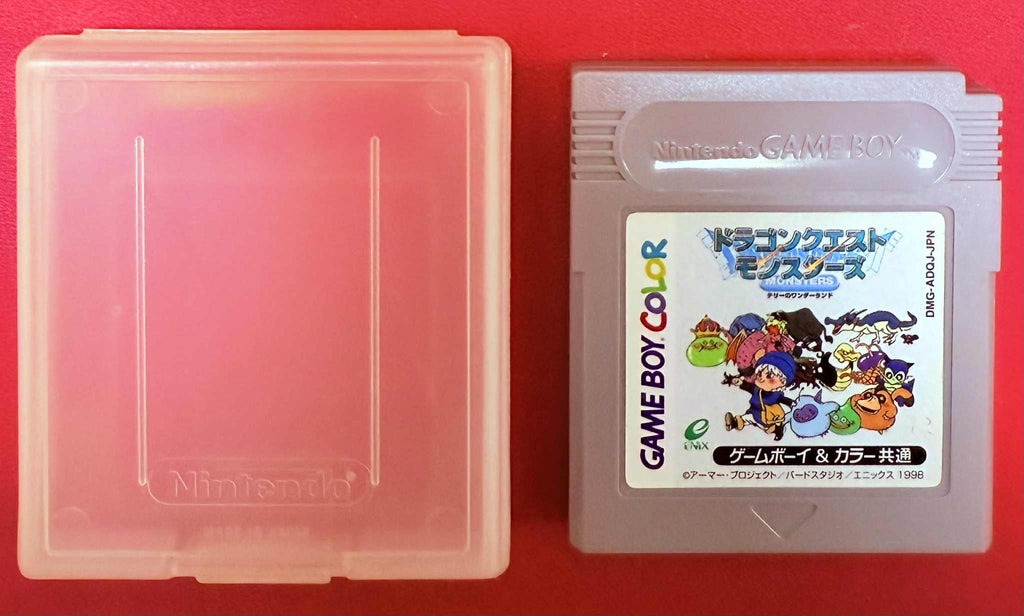 Nintendo
Nintendo GAME BOY TM
GAME BOY COLOR
ドラゴンクエスト
モンスターズ
MONSTERS
テリーのワンダーランド
DMG-ADQJ-JPN
ENIX
ゲームボーイ & カラー共通
©アーマー・プロジェクト／バードスタジオ／エニックス 1998